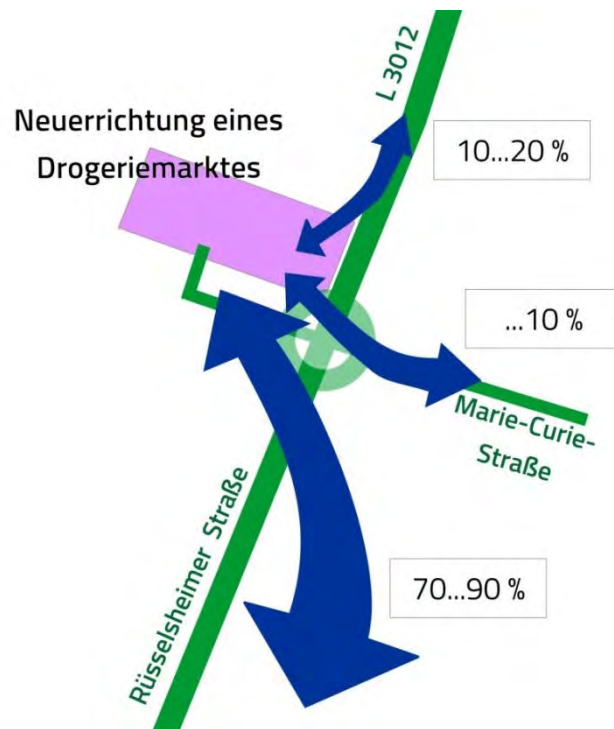 L 3012
Neuerrichtung eines
Drogeriemarktes
10...20 %
...10 %
Marie-Curie-
Straße
Rüsselsheimer Straße
70...90 %